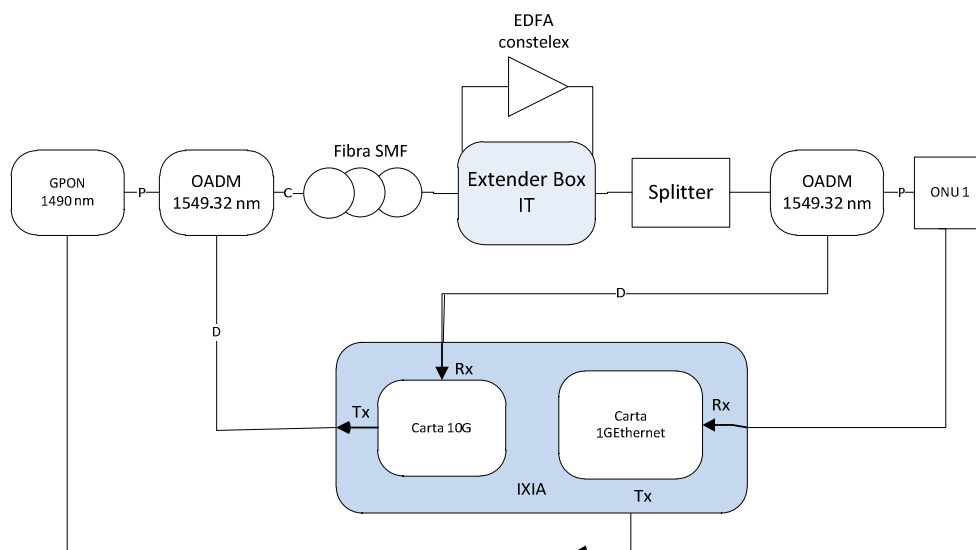 EDFA
constelex
Fibra SMF
GPON
1490 nm
P
OADM
1549.32 nm
C
Extender Box
IT
Splitter
OADM
1549.32 nm
P
ONU 1
D
D
Rx
Tx
Carta 10G
Carta
1GEthernet
Rx
IXIA
Tx